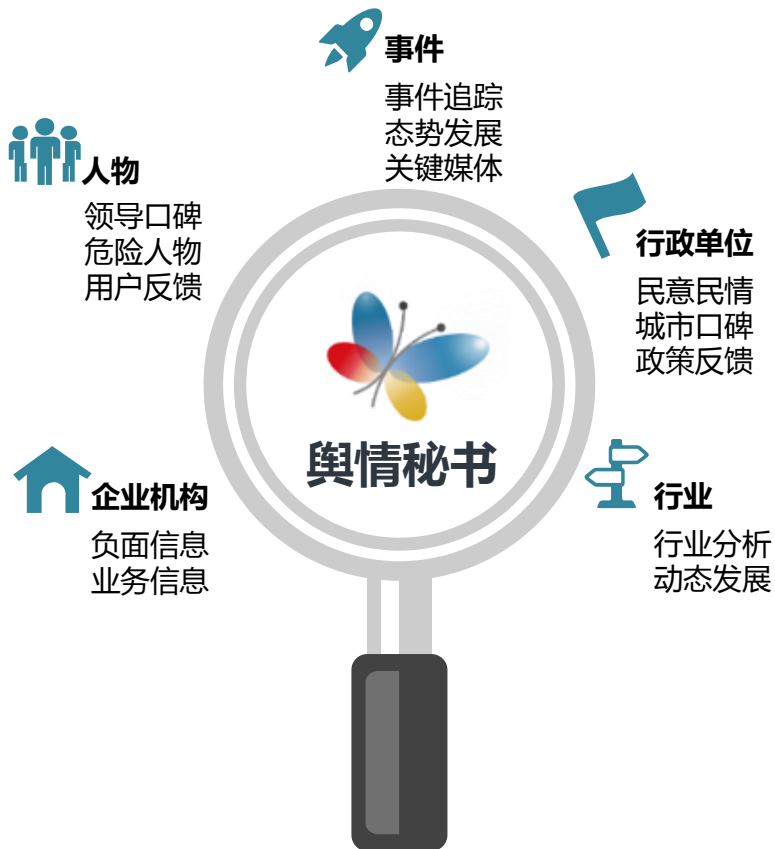 事件
事件追踪
态势发展
关键媒体
人物
领导口碑
危险人物
用户反馈
行政单位
民意民情
城市口碑
政策反馈
舆情秘书
企业机构
负面信息
业务信息
行业
行业分析
动态发展